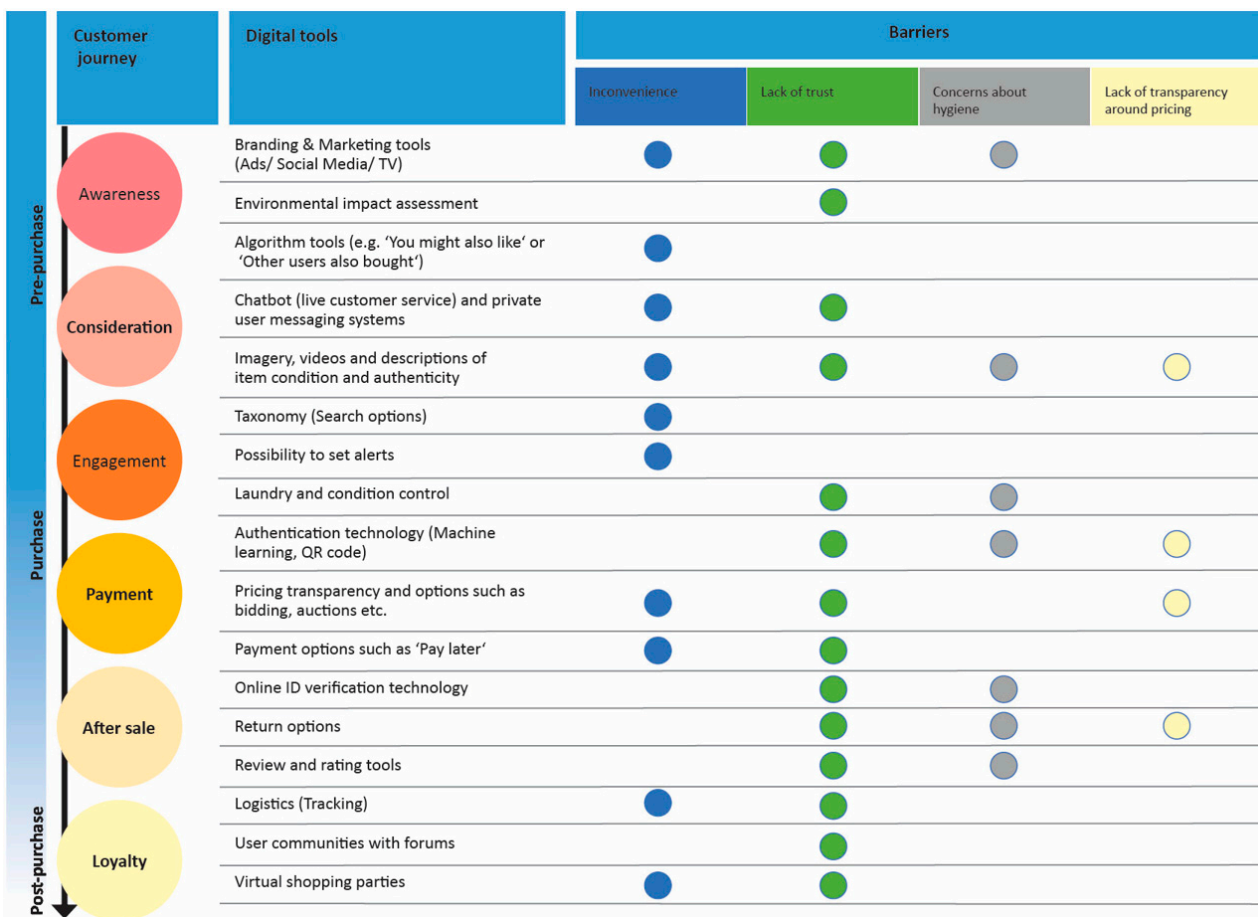 Customer
journey
Digital tools
Barriers
Inconvenience
Lack of trust
Concerns about
hygiene
Lack of transparency
around pricing
Pre-purchase
Purchase
Post-purchase
Awareness
Consideration
Engagement
Payment
After sale
Loyalty
Branding & Marketing tools
(Ads/ Social Media/ TV)
Environmental impact assessment
Algorithm tools (e.g. ‘You might also like‘ or
‘Other users also bought‘)
Chatbot (live customer service) and private
user messaging systems
Imagery, videos and descriptions of
item condition and authenticity
Taxonomy (Search options)
Possibility to set alerts
Laundry and condition control
Authentication technology (Machine
learning, QR code)
Pricing transparency and options such as
bidding, auctions etc.
Payment options such as ‘Pay later‘
Online ID verification technology
Return options
Review and rating tools
Logistics (Tracking)
User communities with forums
Virtual shopping parties